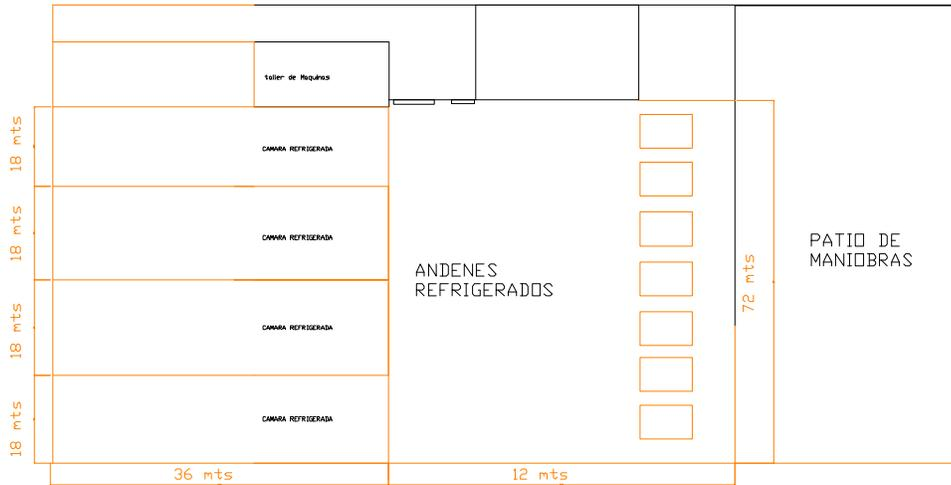 taller de Maquinas
18 mts
CAMARA REFRIGERADA
18 mts
CAMARA REFRIGERADA
PATIO DE
MANIOBRAS
ANDENES
REFRIGERADOS
72 mts
18 mts
CAMARA REFRIGERADA
18 mts
CAMARA REFRIGERADA
36 mts
12 mts